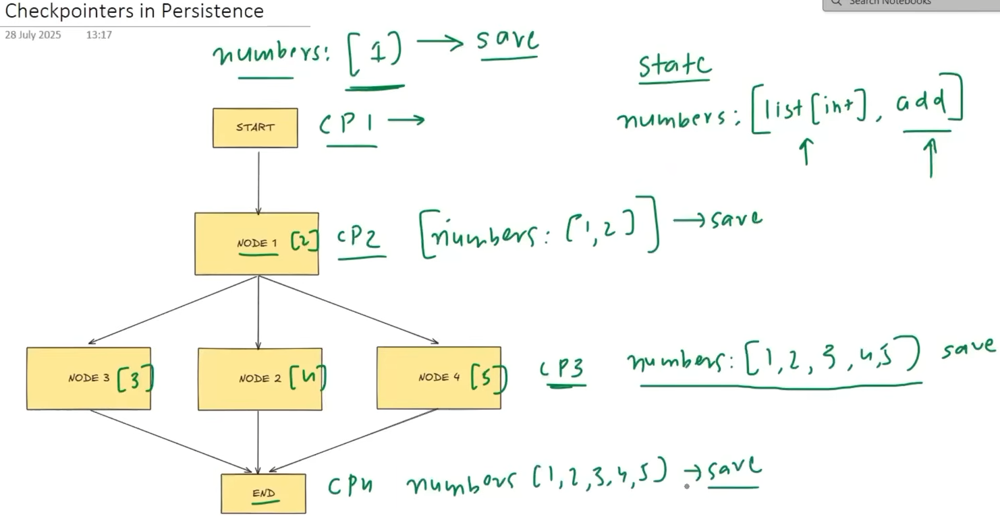 Checkpointers in Persistence
Search Notebooks
28 July 2025 13:17
numbers: [1] → save
state
numbers: [list[int], add]
START CP1 →
NODE 1 [2] CP2 [numbers: [1,2]] → save
NODE 3 [3] NODE 2 [4] NODE 4 [5] CP3 numbers: [1,2,3,4,5] save
END CP4 numbers [1,2,3,4,5] → save